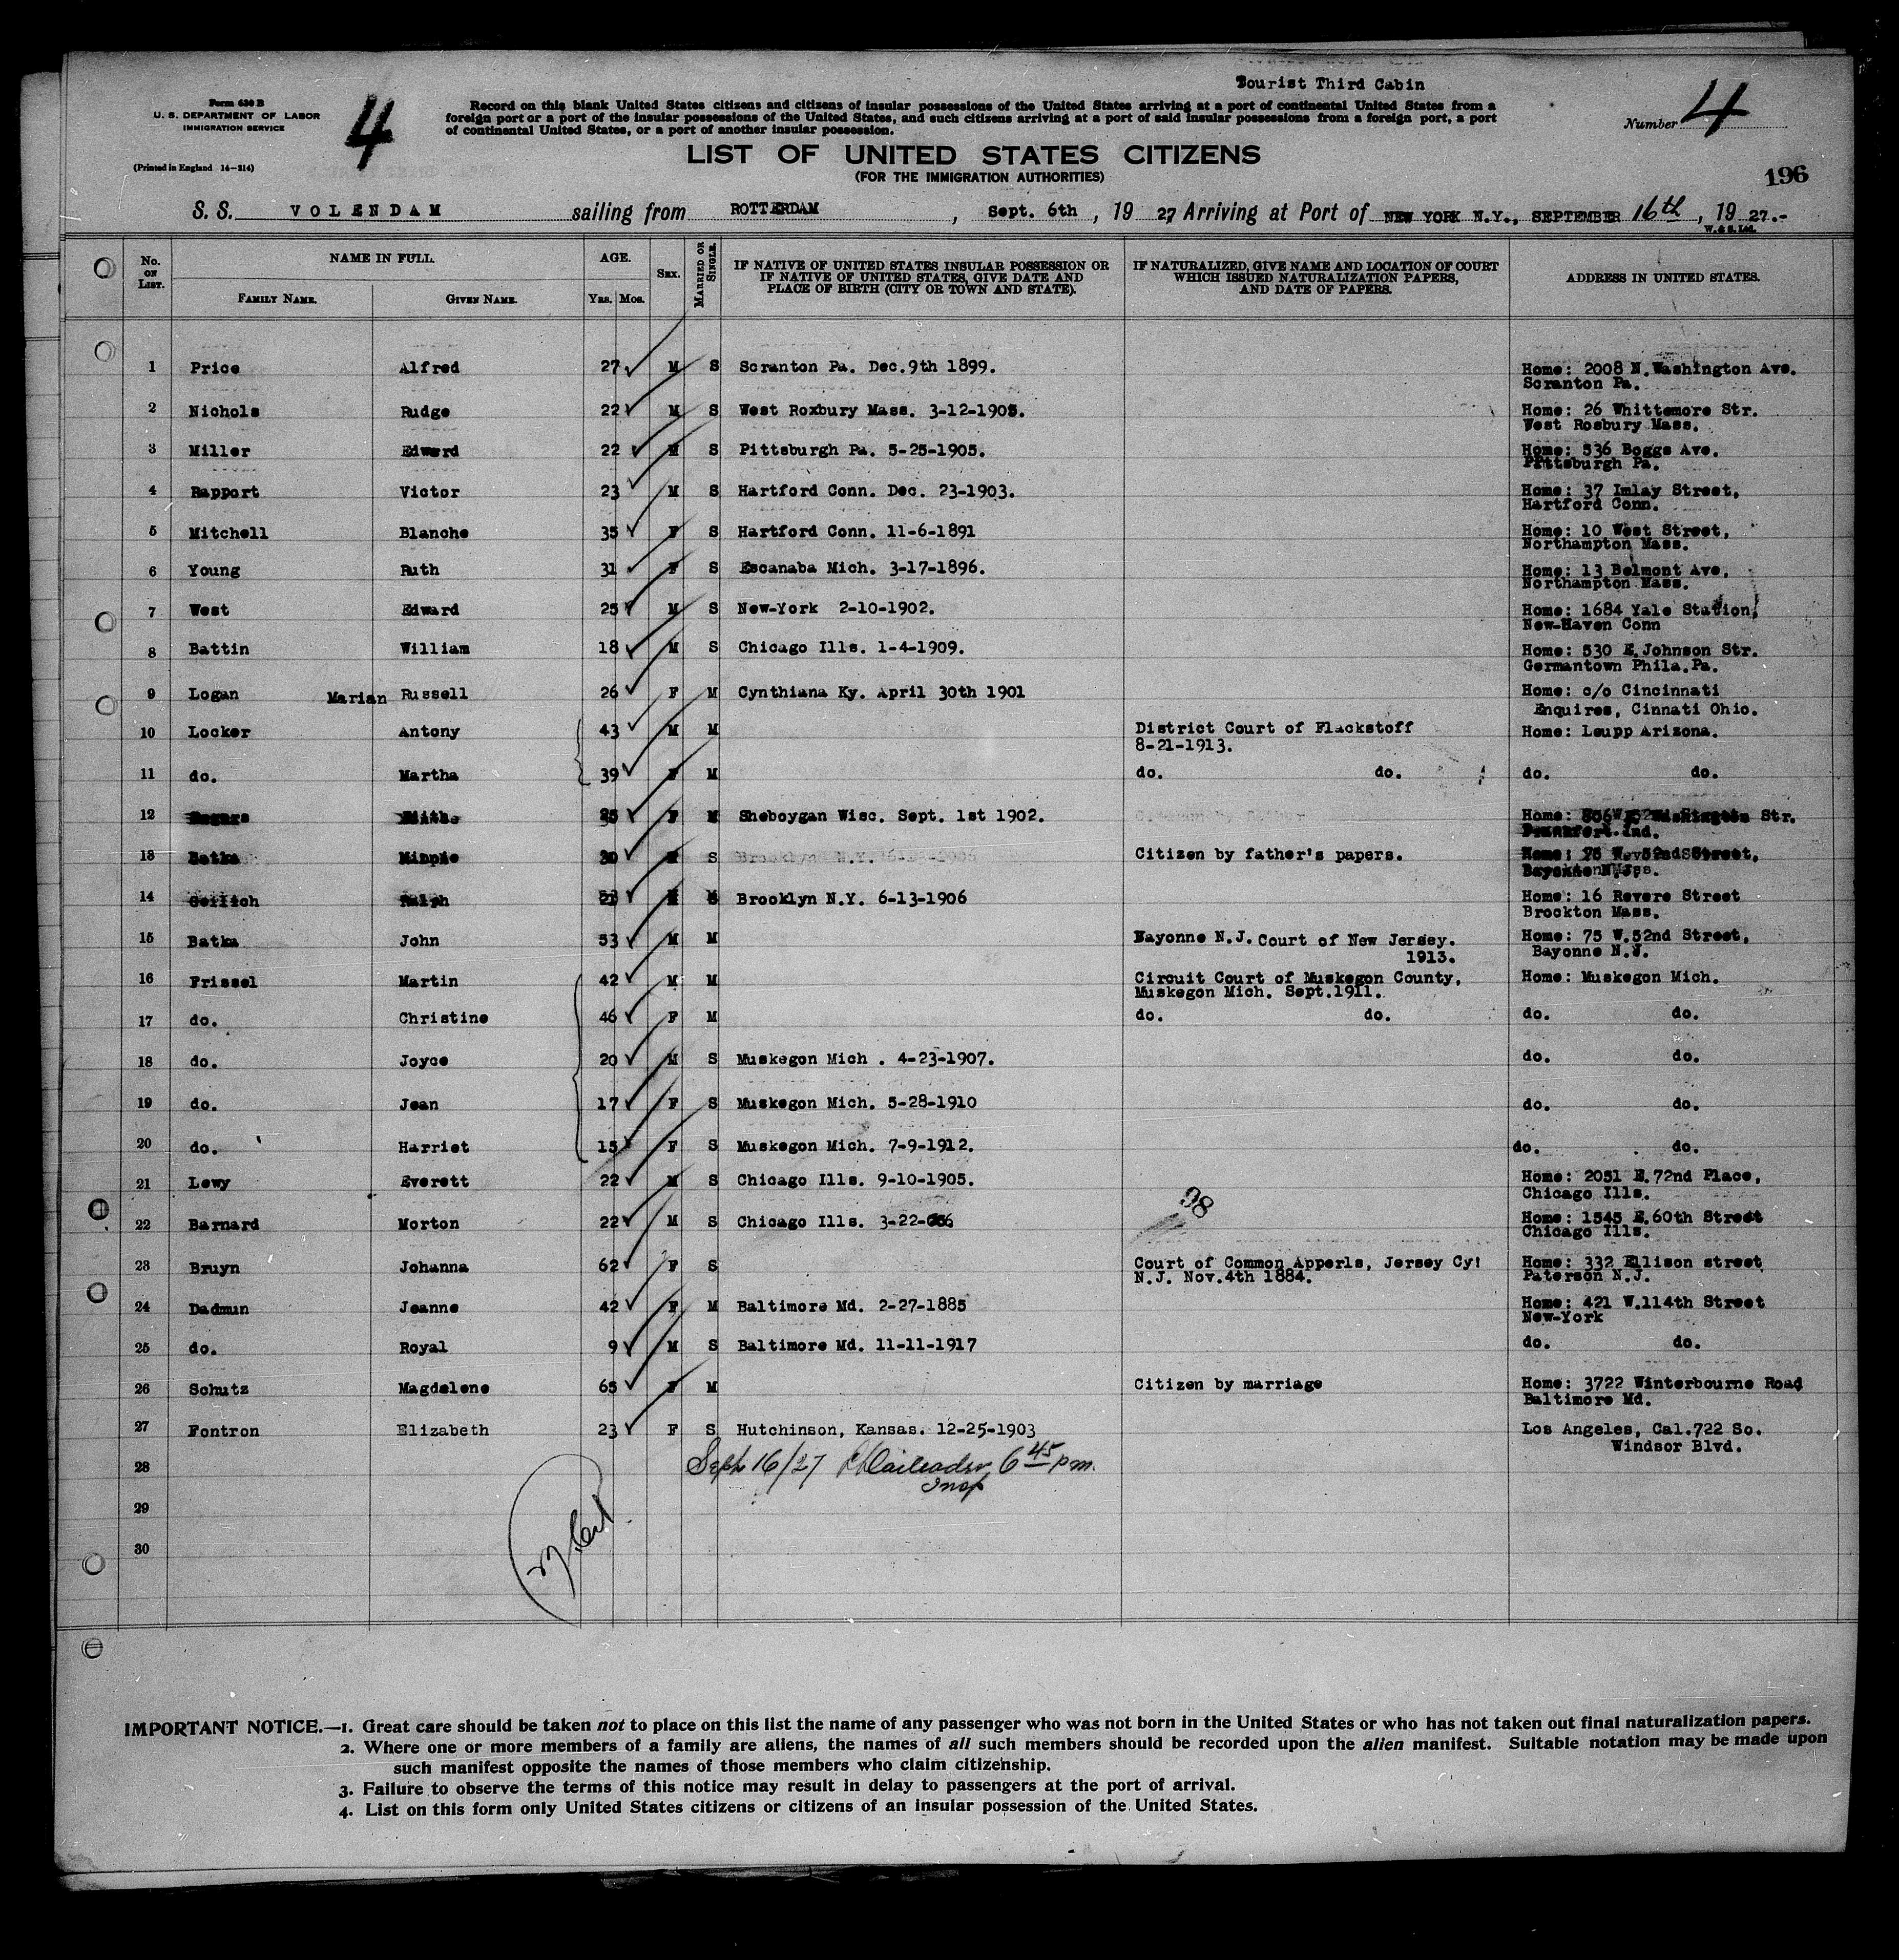 Tourist Third Cabin
Form 630 B
U. S. DEPARTMENT OF LABOR
IMMIGRATION SERVICE
(Printed in England 14—314)
4
Record on this blank United States citizens and citizens of insular possessions of the United States arriving at a port of continental United States from a
foreign port or a port of the insular possessions of the United States, and such citizens arriving at a port of said insular possessions from a foreign port, a port
of continental United States, or a port of another insular possession.
Number 4
LIST OF UNITED STATES CITIZENS
(FOR THE IMMIGRATION AUTHORITIES)
196
S. S. VOLENDAM sailing from ROTTERDAM , Sept. 6th , 19 27 Arriving at Port of NEW YORK N.Y., SEPTEMBER 16th , 19 27.-
W. & S. Ltd.
No. ON LIST. NAME IN FULL. FAMILY NAME. GIVEN NAME. AGE. YRS. MOS. SEX. MARRIED OR SINGLE. IF NATIVE OF UNITED STATES INSULAR POSSESSION OR IF NATIVE OF UNITED STATES, GIVE DATE AND PLACE OF BIRTH (CITY OR TOWN AND STATE). IF NATURALIZED, GIVE NAME AND LOCATION OF COURT WHICH ISSUED NATURALIZATION PAPERS, AND DATE OF PAPERS. ADDRESS IN UNITED STATES.
1 Price Alfred 27 M S Scranton Pa. Dec.9th 1899. Home: 2008 N.Washington Ave.
Scranton Pa.
2 Nichols Rudge 22 M S West Roxbury Mass. 3-12-1905. Home: 26 Whittemore Str.
West Rosbury Mass.
3 Miller Edward 22 M S Pittsburgh Pa. 5-25-1905. Home: 536 Boggs Ave.
Pittsburgh Pa.
4 Rapport Victor 23 M S Hartford Conn. Dec. 23-1903. Home: 37 Imlay Street,
Hartford Conn.
5 Mitchell Blanche 35 F S Hartford Conn. 11-6-1891 Home: 10 West Street,
Northampton Mass.
6 Young Ruth 31 F S Escanaba Mich. 3-17-1896. Home: 13 Belmont Ave,
Northampton Mass.
7 West Edward 25 M S New-York 2-10-1902. Home: 1684 Yale Station,
New-Haven Conn
8 Battin William 18 M S Chicago Ills. 1-4-1909. Home: 530 E.Johnson Str.
Germantown Phila.Pa.
9 Logan Marian Russell 26 F M Cynthiana Ky. April 30th 1901 Home: c/o Cincinnati
Enquires, Cinnati Ohio.
10 Locker Antony 43 M M District Court of Flackstoff Home: Leupp Arizona.
8-21-1913.
11 do. Martha 39 F M do. do. do. do.
12 F M Sheboygan Wisc. Sept. 1st 1902. Home: Str.
Ind.
13 Batka Minnie 30 S Citizen by father's papers. Home: 75 W.52nd Street,
Bayonne N.J.
14 Gerlich Ralph M S Brooklyn N.Y. 6-13-1906 Home: 16 Revere Street
Brockton Mass.
15 Batka John 53 M M Bayonne N.J. Court of New Jersey. Home: 75 W.52nd Street,
1913. Bayonne N.J.
16 Frissel Martin 42 M M Circuit Court of Muskegon County, Home: Muskegon Mich.
Muskegon Mich. Sept.1911.
17 do. Christine 46 F M do. do. do. do.
18 do. Joyce 20 M S Muskegon Mich . 4-23-1907. do. do.
19 do. Jean 17 F S Muskegon Mich. 5-28-1910 do. do.
20 do. Harriet 15 F S Muskegon Mich. 7-9-1912. do. do.
21 Lewy Everett 22 M S Chicago Ills. 9-10-1905. Home: 2051 E.72nd Place,
Chicago Ills.
98
22 Barnard Morton 22 M S Chicago Ills. 3-22- Home: 1545 E.60th Street
Chicago Ills.
23 Bruyn Johanna 62 F S Court of Common Apperls, Jersey Cy! Home: 332 Ellison street
N.J. Nov.4th 1884. Paterson N.J.
24 Dadmun Jeanne 42 F M Baltimore Md. 2-27-1885 Home: 421 W.114th Street
New-York
25 do. Royal 9 M S Baltimore Md. 11-11-1917 do. do.
26 Schutz Magdalene 65 F M Citizen by marriage Home: 3722 Winterbourne Road
Baltimore Md.
27 Fontron Elizabeth 23 F S Hutchinson, Kansas. 12-25-1903 Los Angeles, Cal.722 So.
Windsor Blvd.
28 Sept 16/27 6 45 pm.
Insp
29
30
IMPORTANT NOTICE.—1. Great care should be taken not to place on this list the name of any passenger who was not born in the United States or who has not taken out final naturalization papers.
2. Where one or more members of a family are aliens, the names of all such members should be recorded upon the alien manifest. Suitable notation may be made upon
such manifest opposite the names of those members who claim citizenship.
3. Failure to observe the terms of this notice may result in delay to passengers at the port of arrival.
4. List on this form only United States citizens or citizens of an insular possession of the United States.